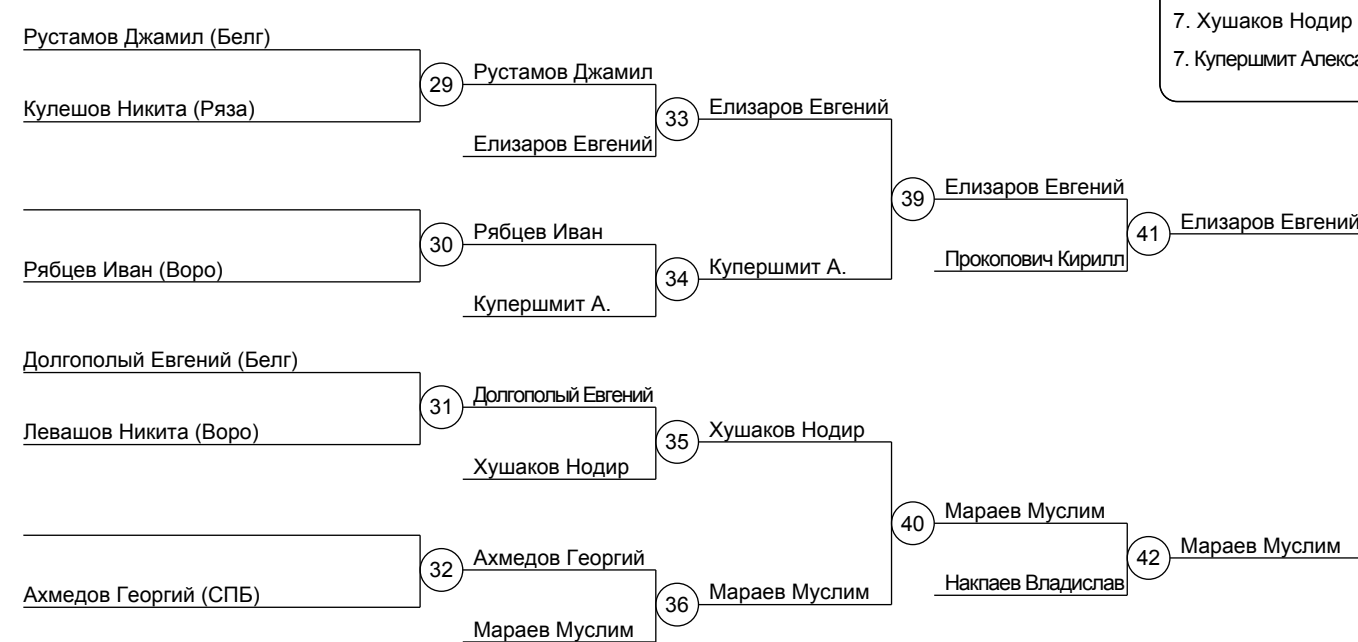 7. Хушаков Нодир
7. Купершмит Алекса
Рустамов Джамил (Белг)
29
Рустамов Джамил
Кулешов Никита (Ряза)
33
Елизаров Евгений
Елизаров Евгений
39
Елизаров Евгений
30
Рябцев Иван
41
Елизаров Евгений
Рябцев Иван (Воро)
34
Купершмит А.
Прокопович Кирилл
Купершмит А.
Долгополый Евгений (Белг)
31
Долгополый Евгений
Левашов Никита (Воро)
35
Хушаков Нодир
Хушаков Нодир
40
Мараев Муслим
32
Ахмедов Георгий
42
Мараев Муслим
Ахмедов Георгий (СПБ)
36
Мараев Муслим
Накпаев Владислав
Мараев Муслим